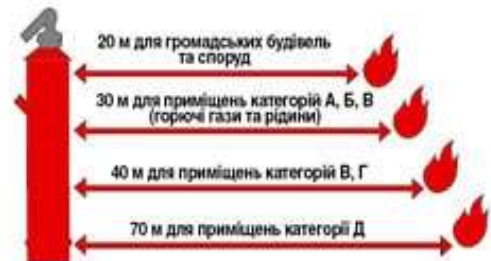 20 м для громадських будівель
та споруд
30 м для приміщень категорій А, Б, В
(горючі гази та рідини)
40 м для приміщень категорій В, Г
70 м для приміщень категорії Д